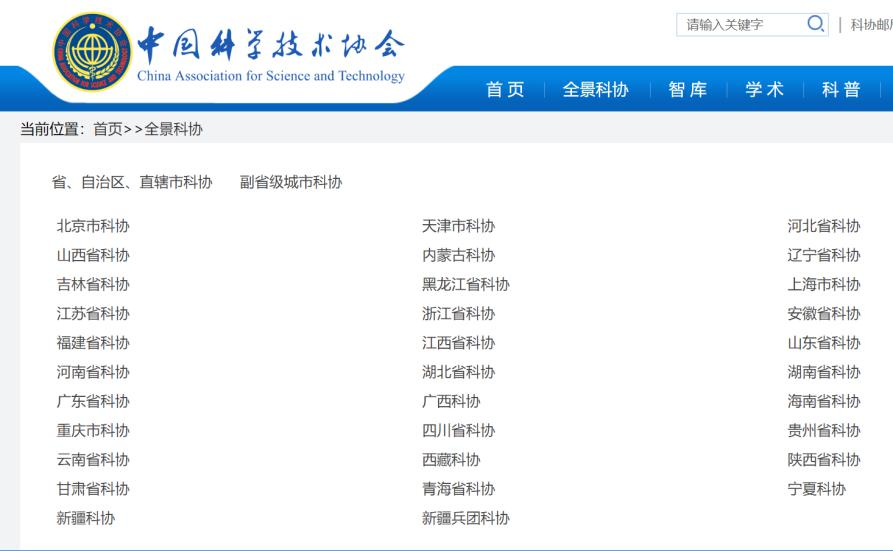 请输入关键字 | 科协邮
中国科学技术协会
China Association for Science and Technology
首页 全景科协 智库 学术 科普
当前位置：首页>>全景科协
省、自治区、直辖市科协 副省级城市科协
北京市科协 天津市科协 河北省科协
山西省科协 内蒙古科协 辽宁省科协
吉林省科协 黑龙江省科协 上海市科协
江苏省科协 浙江省科协 安徽省科协
福建省科协 江西省科协 山东省科协
河南省科协 湖北省科协 湖南省科协
广东省科协 广西科协 海南省科协
重庆市科协 四川省科协 贵州省科协
云南省科协 西藏科协 陕西省科协
甘肃省科协 青海省科协 宁夏科协
新疆科协 新疆兵团科协